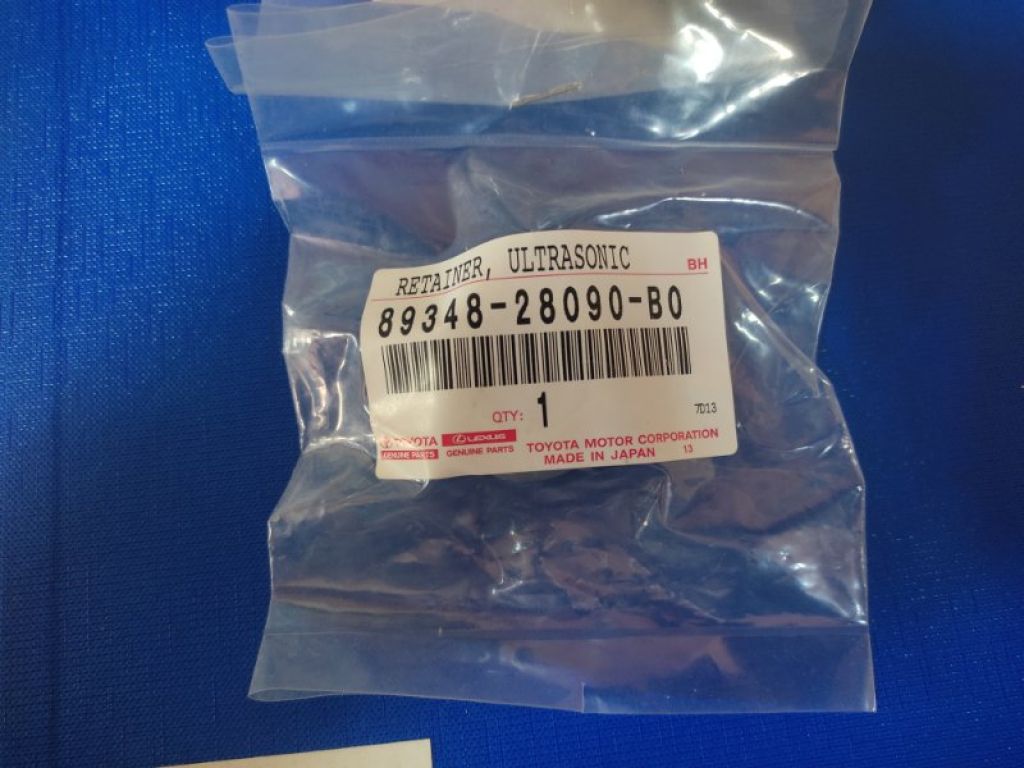 RETAINER, ULTRASONIC
BH
89348-28090-B0
QTY: 1
7D13
TOYOTA LEXUS TOYOTA MOTOR CORPORATION
GENUINE PARTS GENUINE PARTS MADE IN JAPAN 13